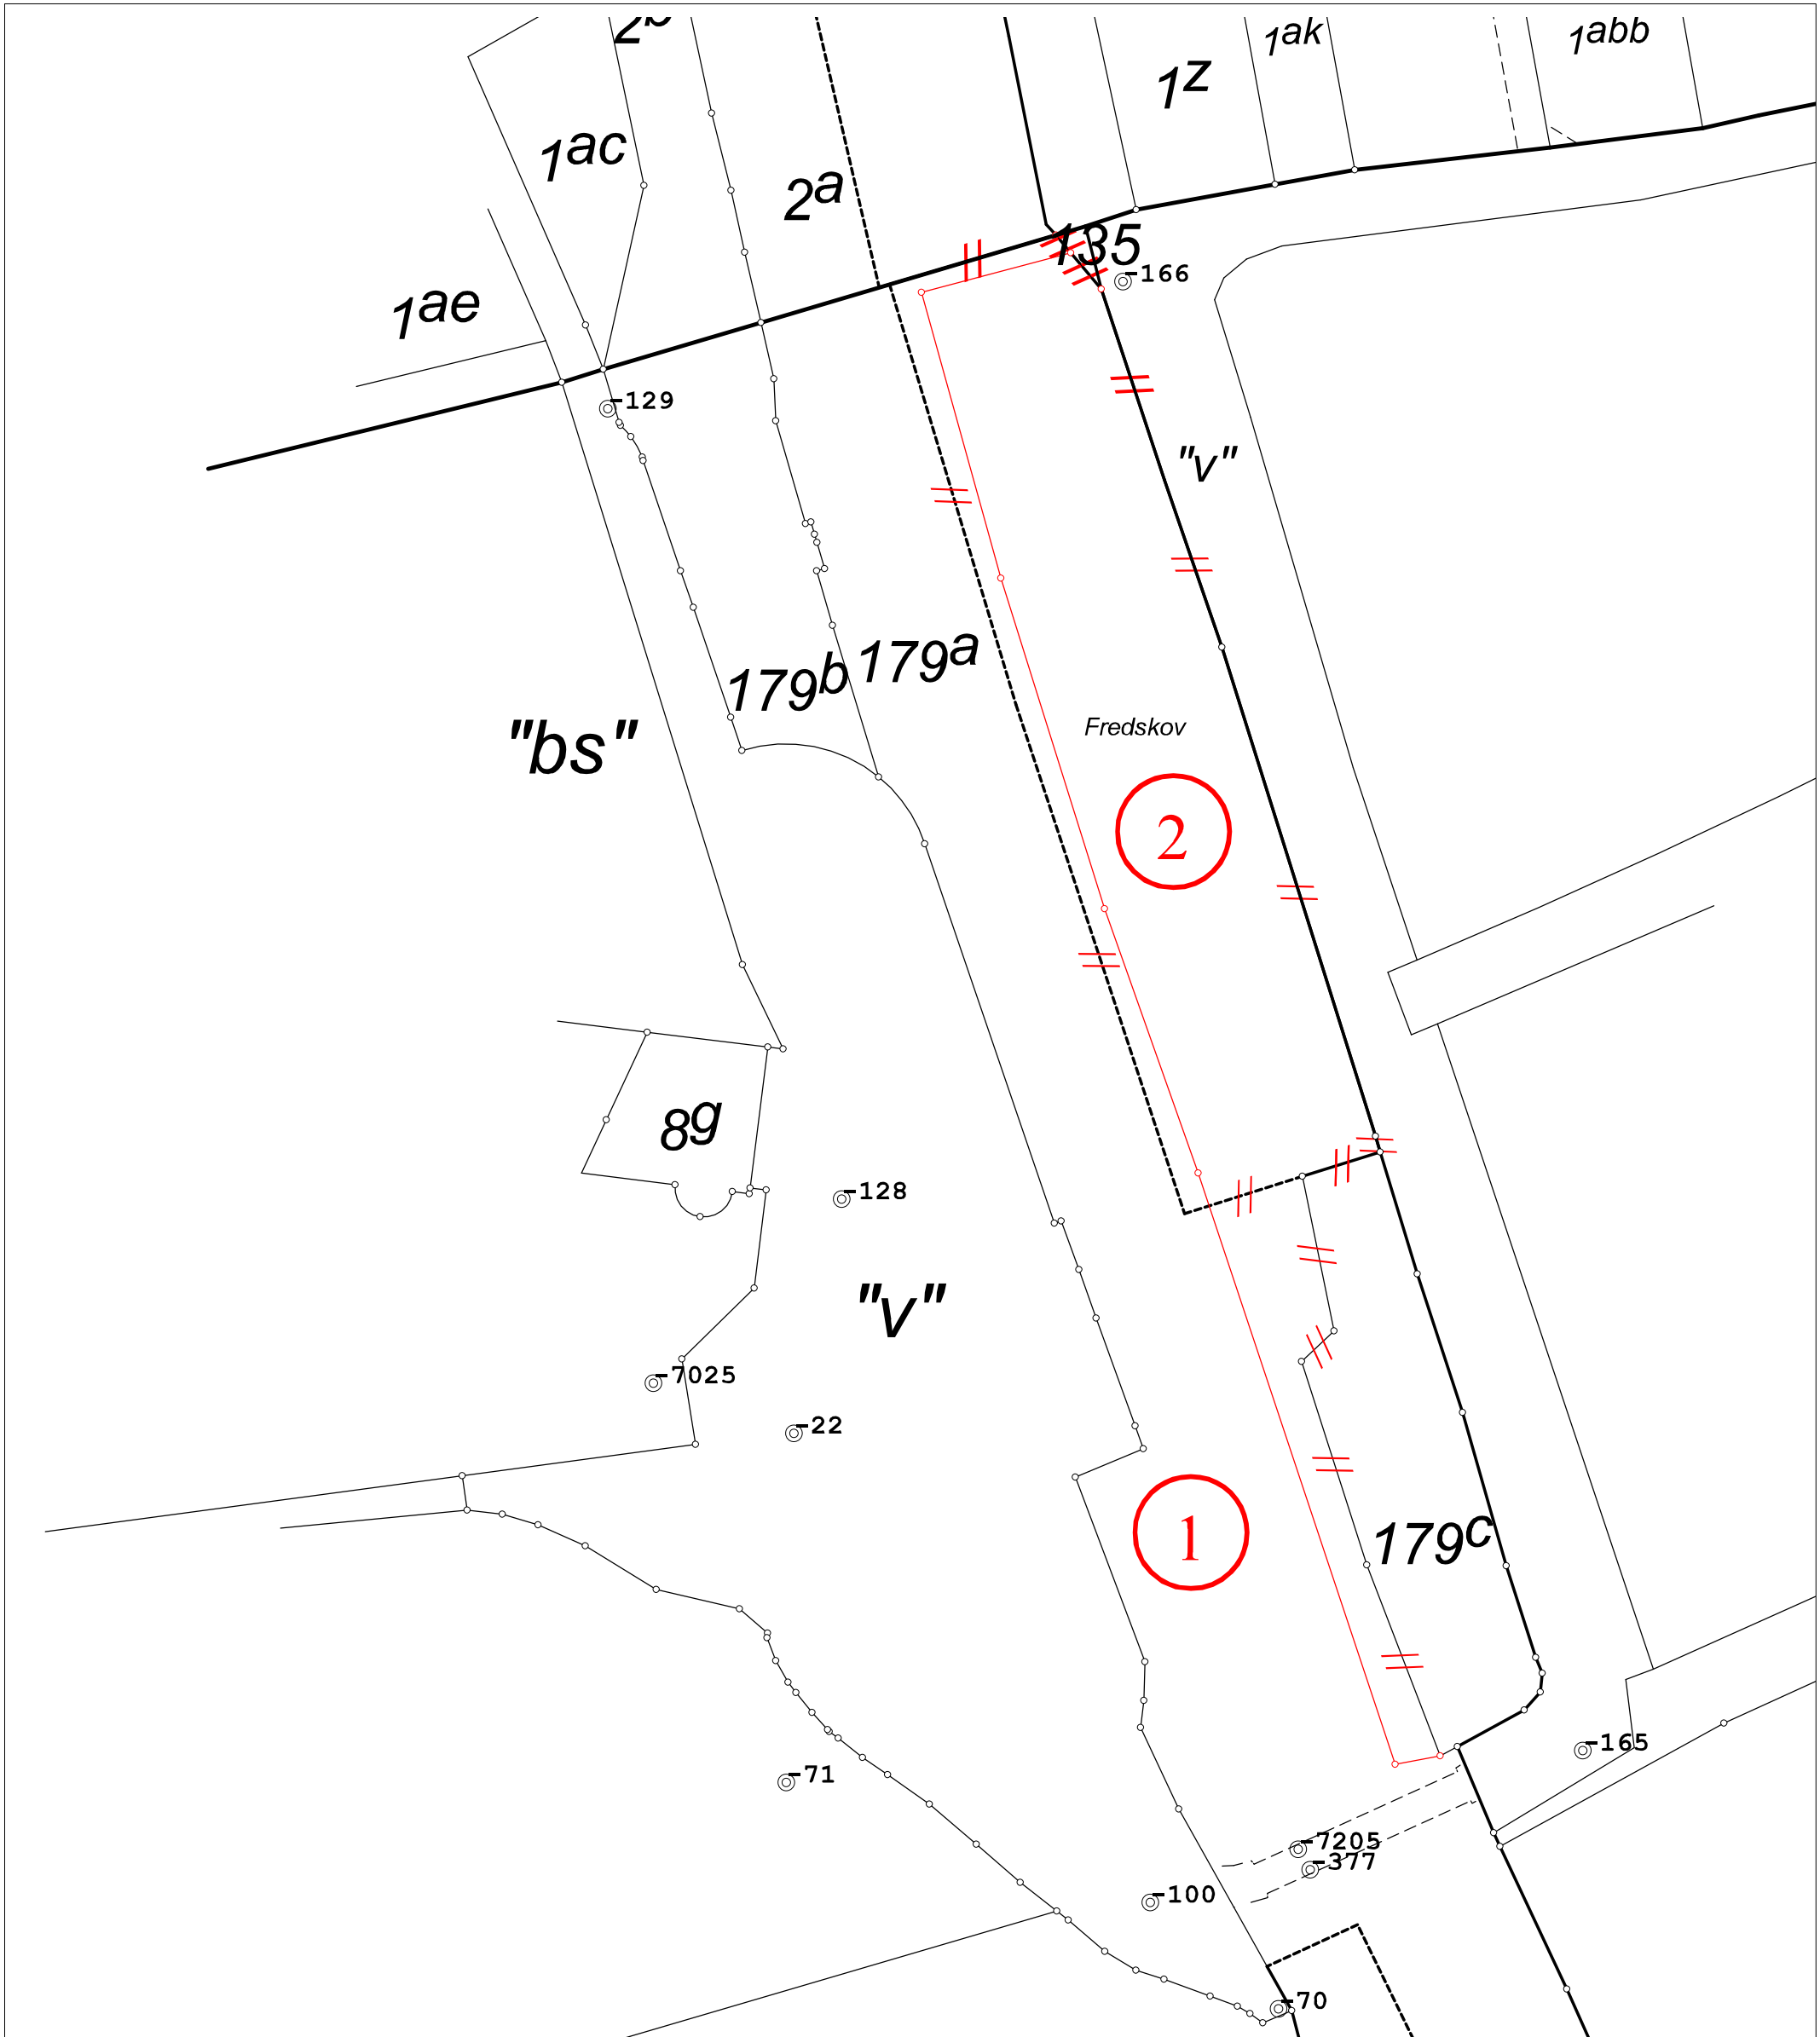 2b
1ak
1abb
1z
1ac
2a
135
-166
1ae
-129
"v"
179a
179b
Fredskov
"bs"
2
8g
-128
"v"
-7025
-22
1
179c
-165
-71
-7205
-377
-100
-70